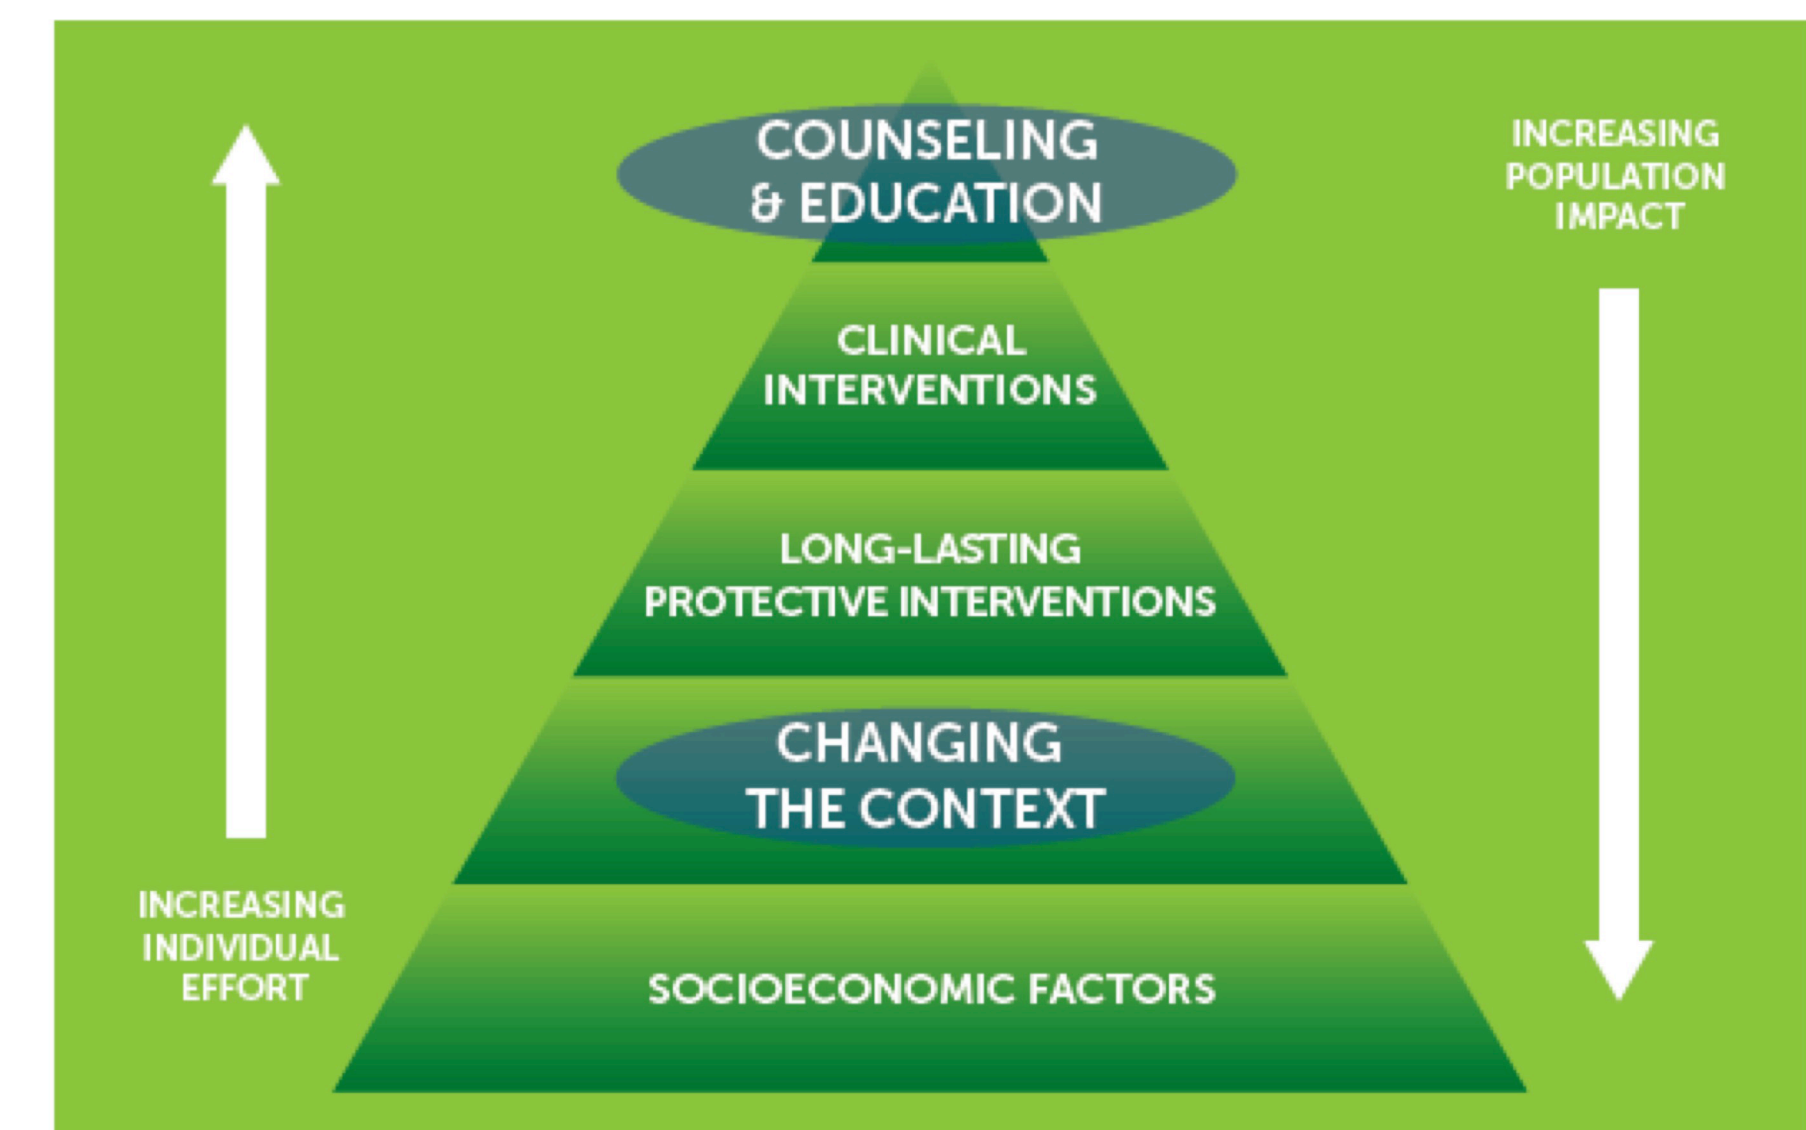 COUNSELING
& EDUCATION
INCREASING
POPULATION
IMPACT
CLINICAL
INTERVENTIONS
LONG-LASTING
PROTECTIVE INTERVENTIONS
CHANGING
THE CONTEXT
INCREASING
INDIVIDUAL
EFFORT
SOCIOECONOMIC FACTORS